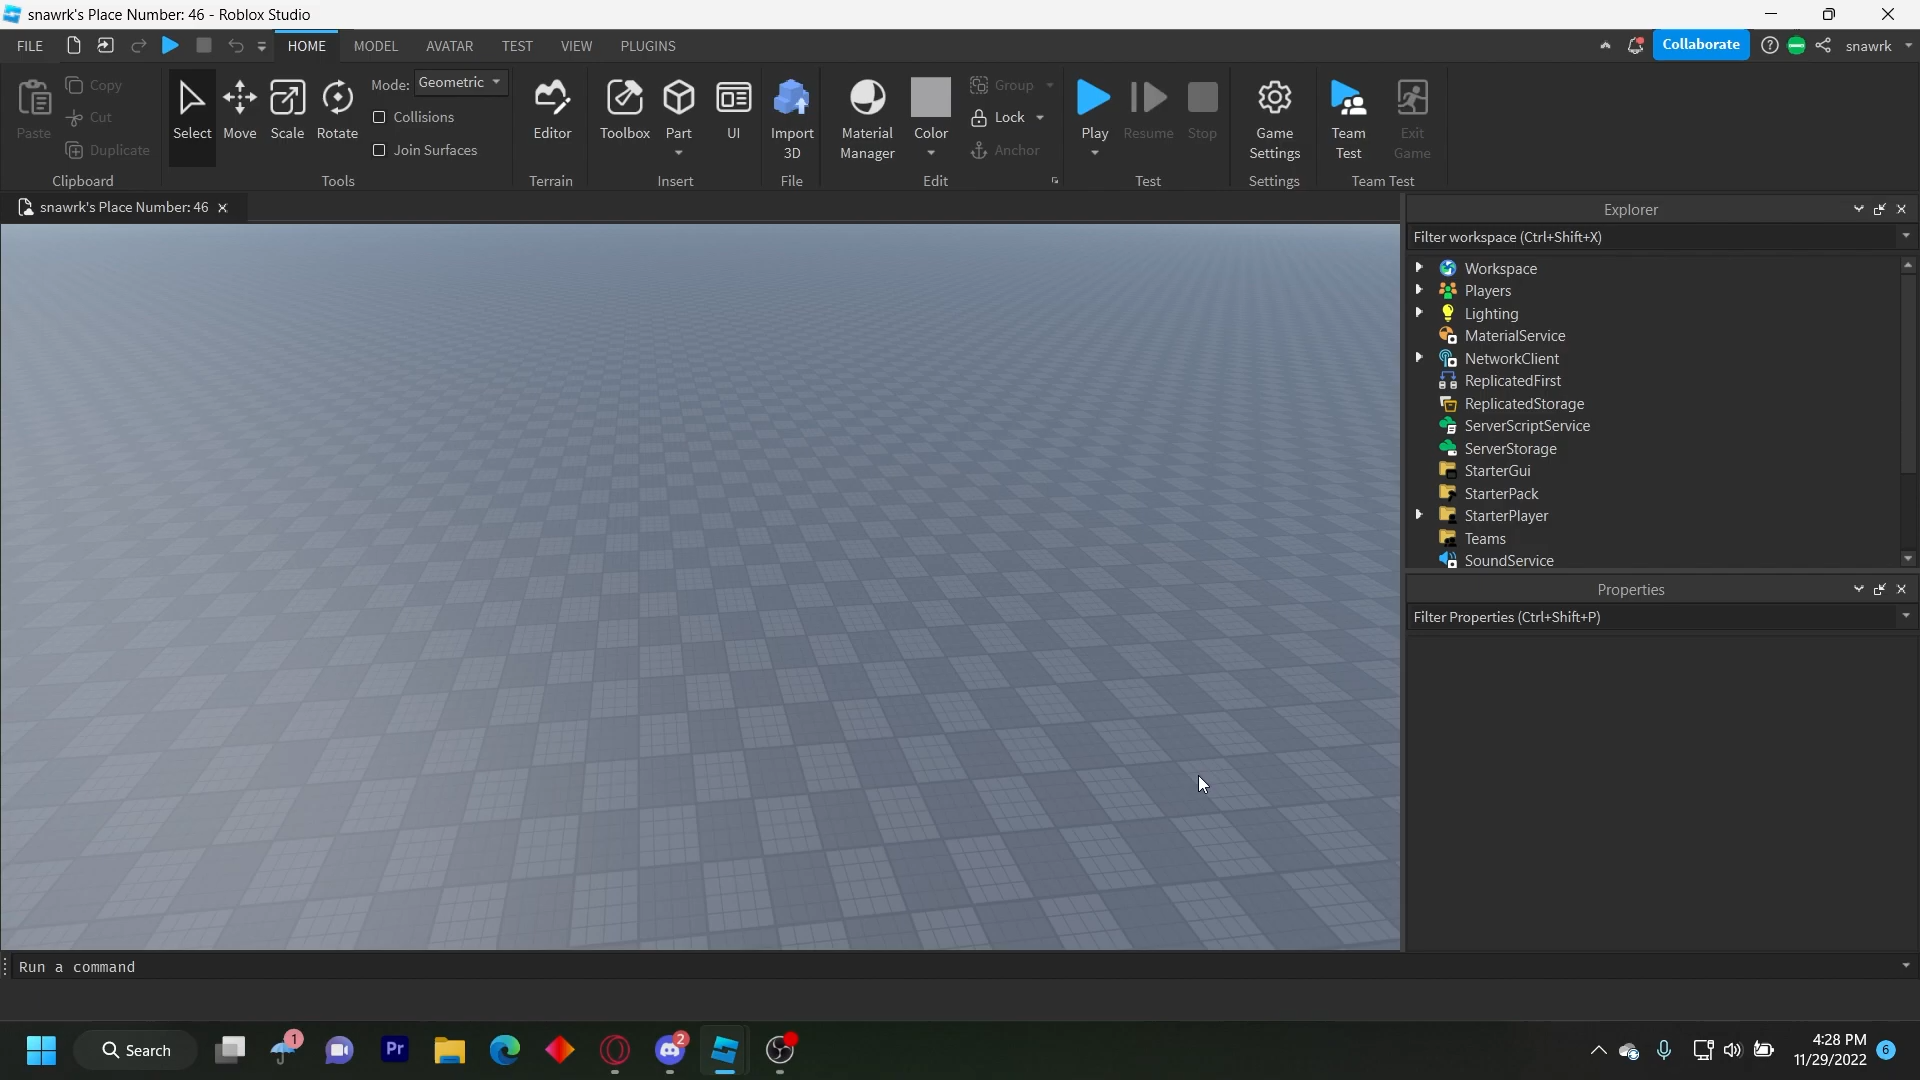 snawrk's Place Number: 46 - Roblox Studio
FILE HOME MODEL AVATAR TEST VIEW PLUGINS Collaborate snawrk
Paste
Copy
Cut
Duplicate
Clipboard
Select Move Scale Rotate
Mode: Geometric
Collisions
Join Surfaces
Tools
Editor
Terrain
Toolbox Part UI
Insert
Import
3D
File
Material
Manager
Color
Group
Lock
Anchor
Edit
Play Resume Stop
Test
Game
Settings
Settings
Team
Test
Exit
Game
Team Test
snawrk's Place Number: 46
Explorer
Filter workspace (Ctrl+Shift+X)
Workspace
Players
Lighting
MaterialService
NetworkClient
ReplicatedFirst
ReplicatedStorage
ServerScriptService
ServerStorage
StarterGui
StarterPack
StarterPlayer
Teams
SoundService
Properties
Filter Properties (Ctrl+Shift+P)
Run a command
Search
1
Pr
2
4:28 PM
11/29/2022
6